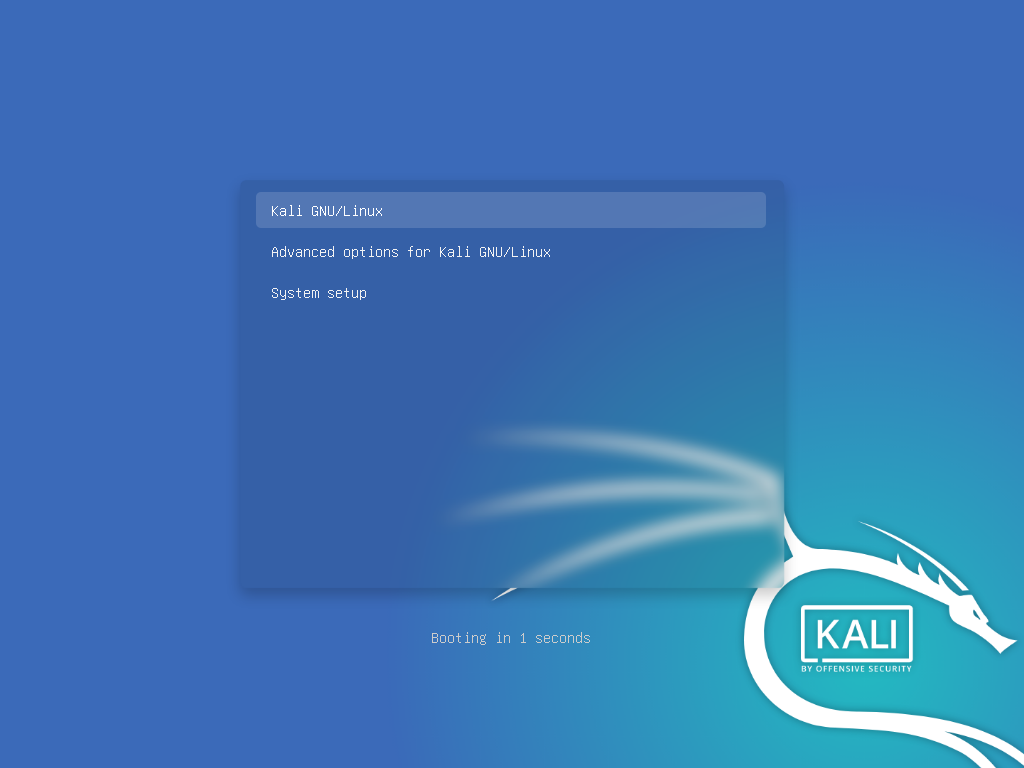 Kali GNU/Linux
Advanced options for Kali GNU/Linux
System setup
Booting in 1 seconds
KALI
BY OFFENSIVE SECURITY